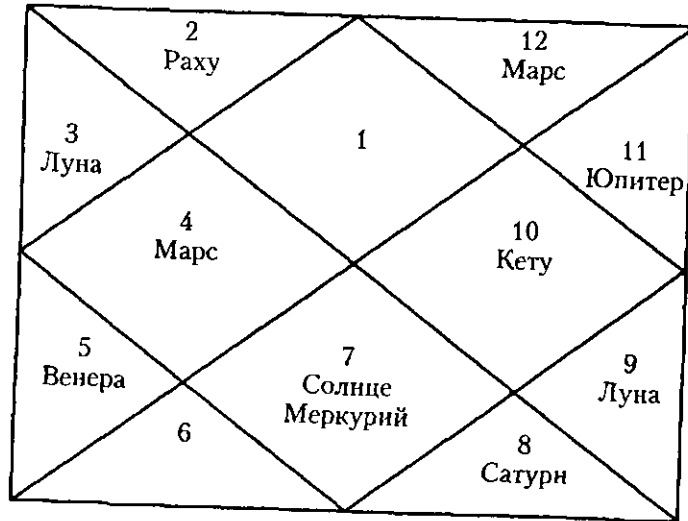 2
Раху
12
Марс
3
Луна
1
11
Юпитер
4
Марс
10
Кету
5
Венера
7
Солнце
Меркурий
9
Луна
6
8
Сатурн